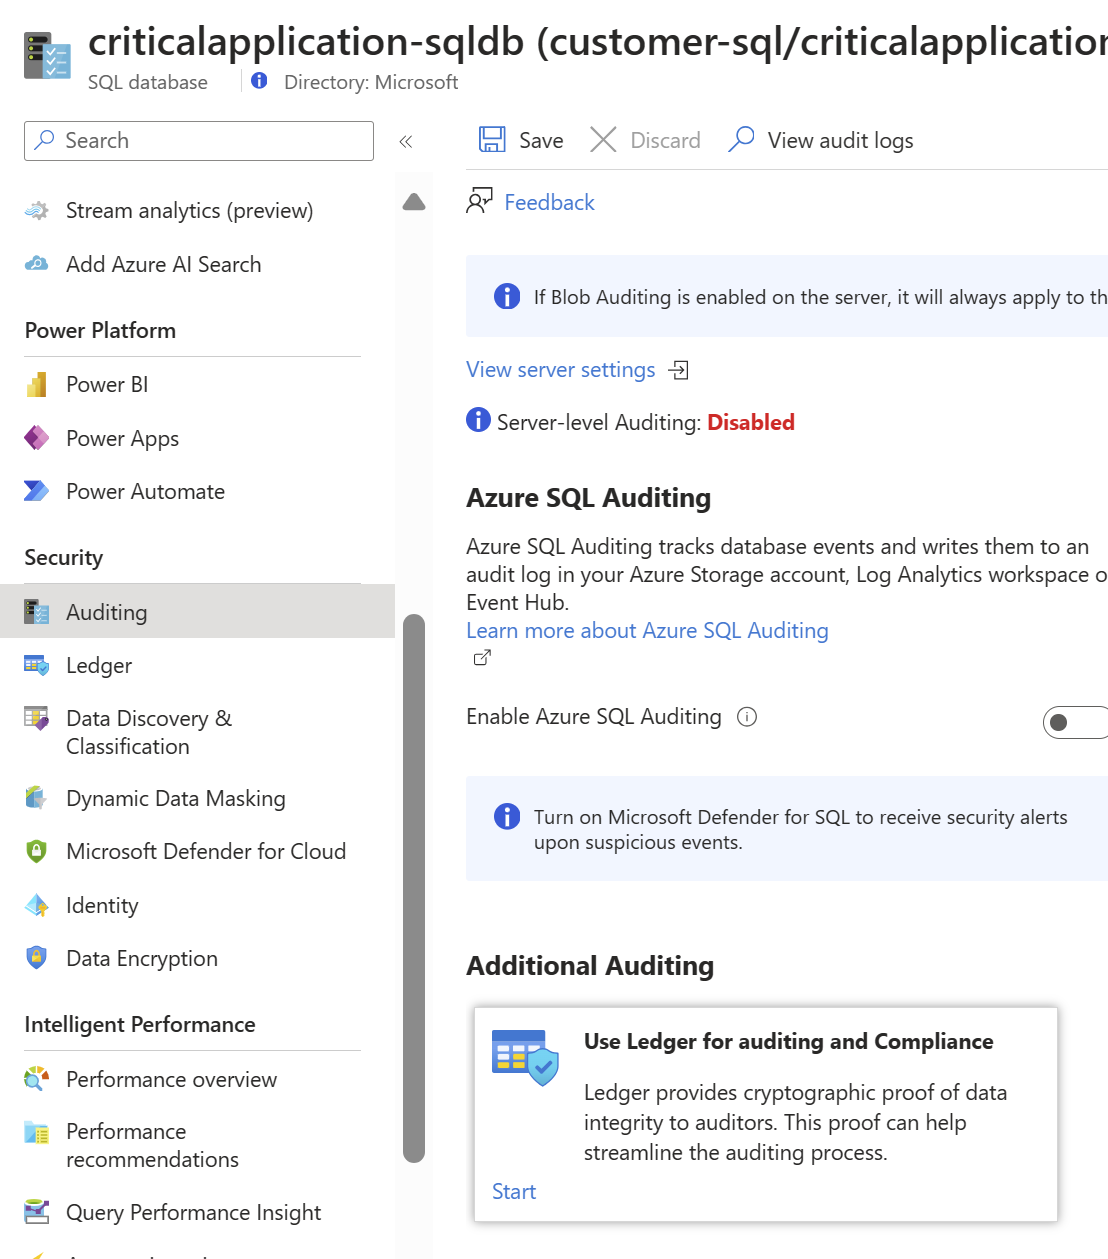 criticalapplication-sqldb (customer-sql/criticalapplication
SQL database
Directory: Microsoft
Search
«
Save
Discard
View audit logs
Stream analytics (preview)
Add Azure AI Search
Power Platform
Power BI
Power Apps
Power Automate
Security
Auditing
Ledger
Data Discovery &
Classification
Dynamic Data Masking
Microsoft Defender for Cloud
Identity
Data Encryption
Intelligent Performance
Performance overview
Performance
recommendations
Query Performance Insight
Feedback
If Blob Auditing is enabled on the server, it will always apply to th
View server settings
Server-level Auditing: Disabled
Azure SQL Auditing
Azure SQL Auditing tracks database events and writes them to an
audit log in your Azure Storage account, Log Analytics workspace o
Event Hub.
Learn more about Azure SQL Auditing
Enable Azure SQL Auditing
Turn on Microsoft Defender for SQL to receive security alerts
upon suspicious events.
Additional Auditing
Use Ledger for auditing and Compliance
Ledger provides cryptographic proof of data
integrity to auditors. This proof can help
streamline the auditing process.
Start